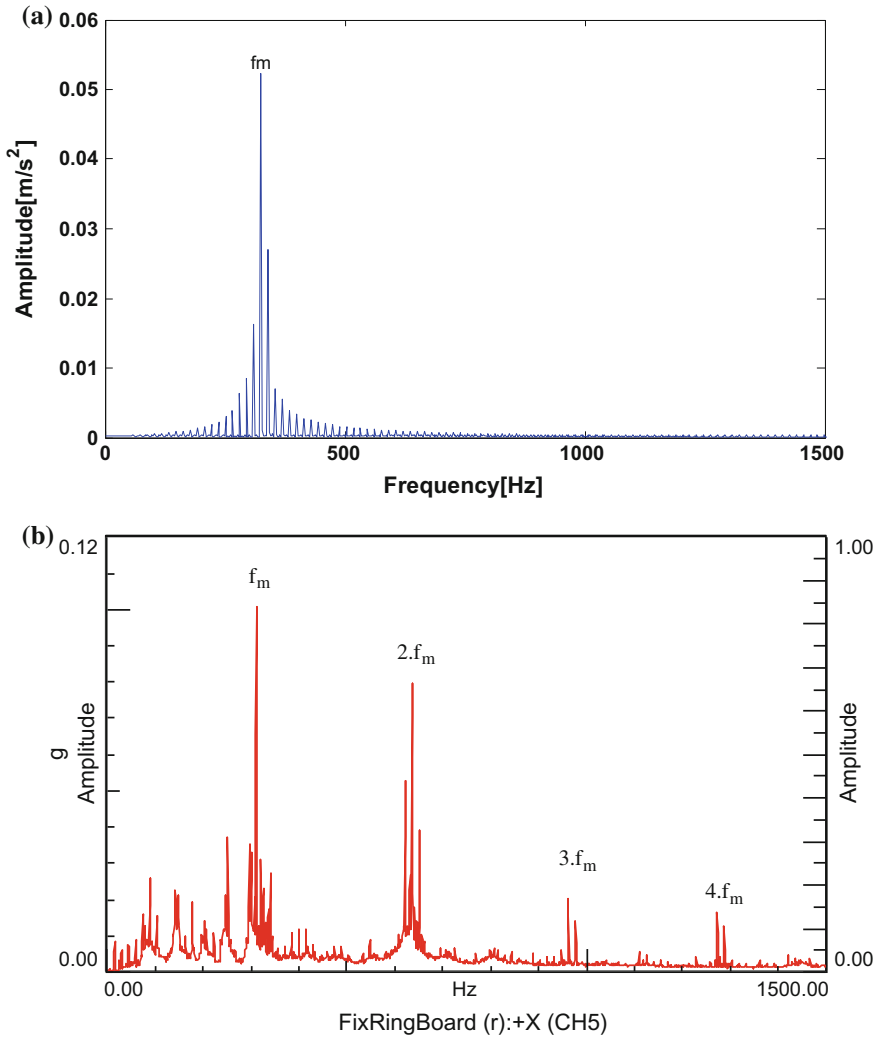 (a)
0.06
0.05
0.04
0.03
0.02
0.01
0
Amplitude[m/s²]
fm
0 500 1000 1500
Frequency[Hz]
(b)
0.12
1.00
g
Amplitude
Amplitude
fₘ
2.fₘ
3.fₘ
4.fₘ
0.00
0.00
0.00 Hz 1500.00
FixRingBoard (r):+X (CH5)